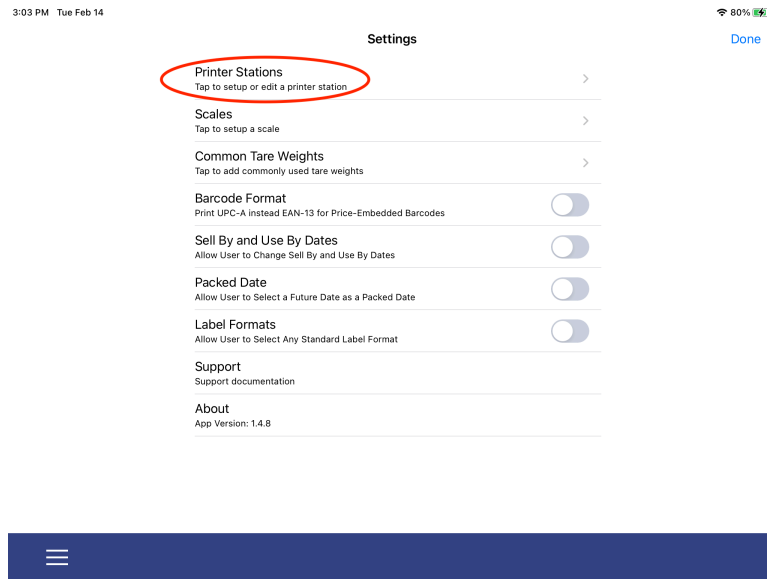 3:03 PM Tue Feb 14
80%
Settings
Done
Printer Stations
Tap to setup or edit a printer station
Scales
Tap to setup a scale
Common Tare Weights
Tap to add commonly used tare weights
Barcode Format
Print UPC-A instead EAN-13 for Price-Embedded Barcodes
Sell By and Use By Dates
Allow User to Change Sell By and Use By Dates
Packed Date
Allow User to Select a Future Date as a Packed Date
Label Formats
Allow User to Select Any Standard Label Format
Support
Support documentation
About
App Version: 1.4.8